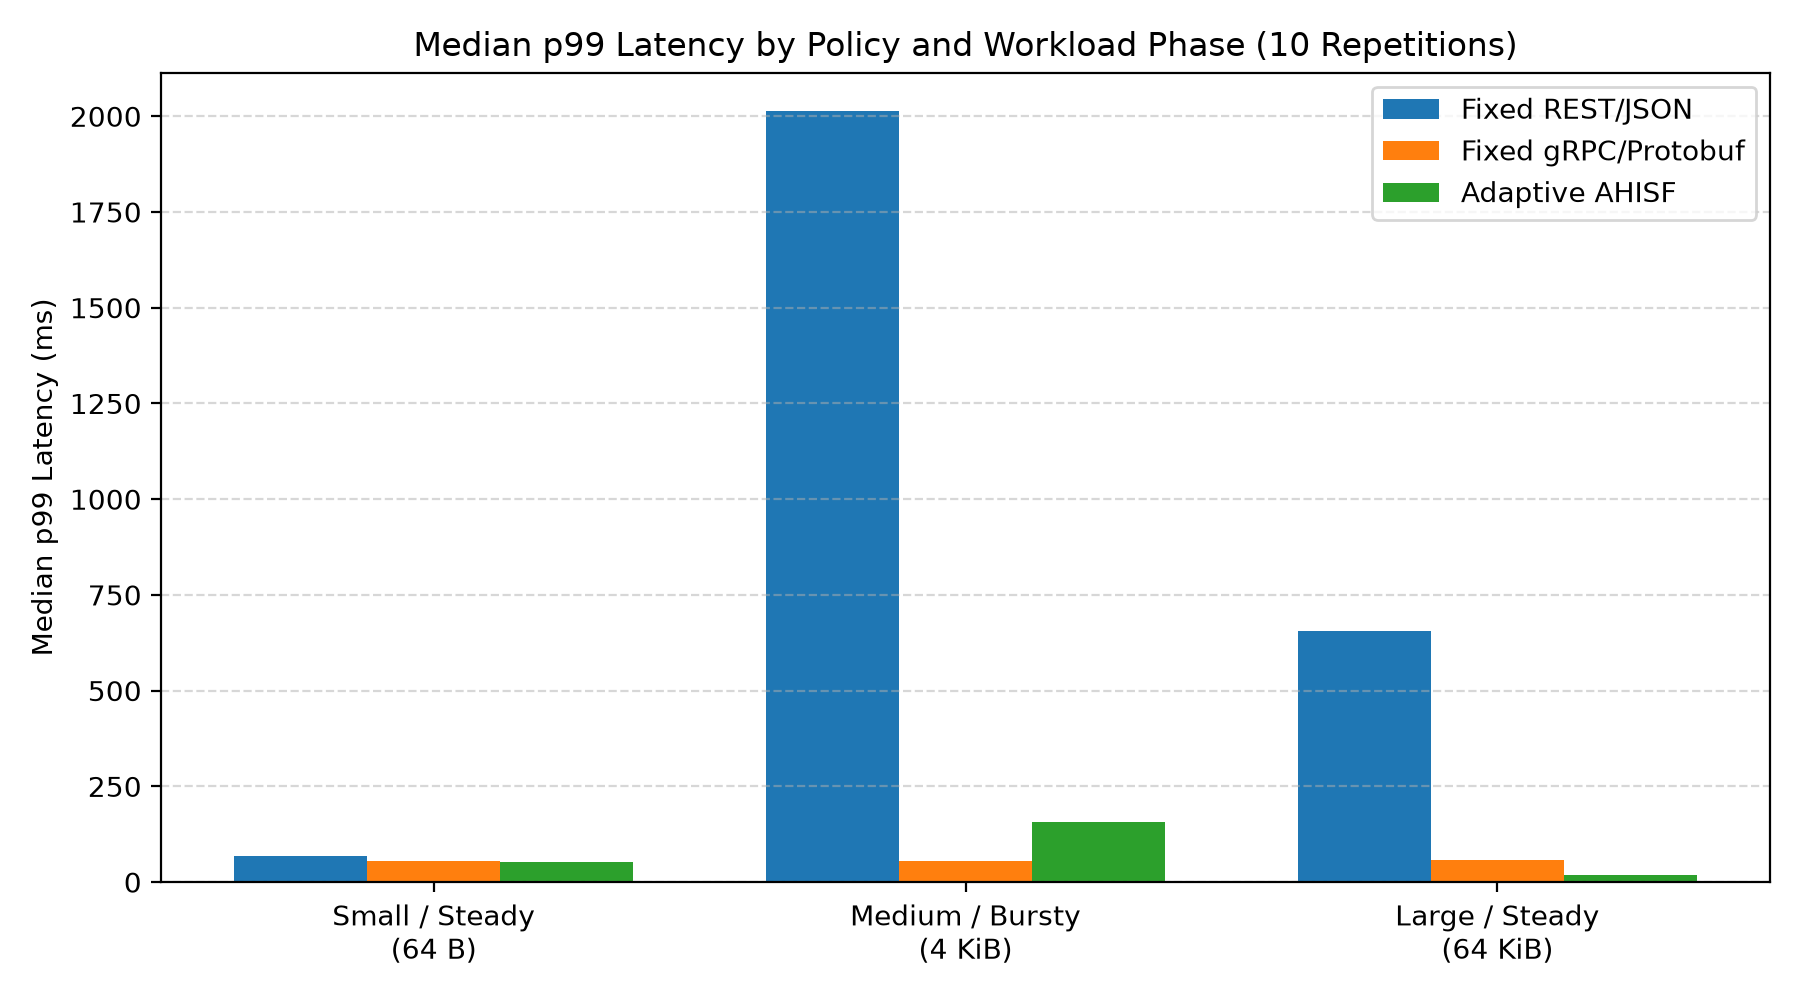 Median p99 Latency by Policy and Workload Phase (10 Repetitions)
Fixed REST/JSON
Fixed gRPC/Protobuf
Adaptive AHISF
Median p99 Latency (ms)
2000
1750
1500
1250
1000
750
500
250
0
Small / Steady
(64 B)
Medium / Bursty
(4 KiB)
Large / Steady
(64 KiB)